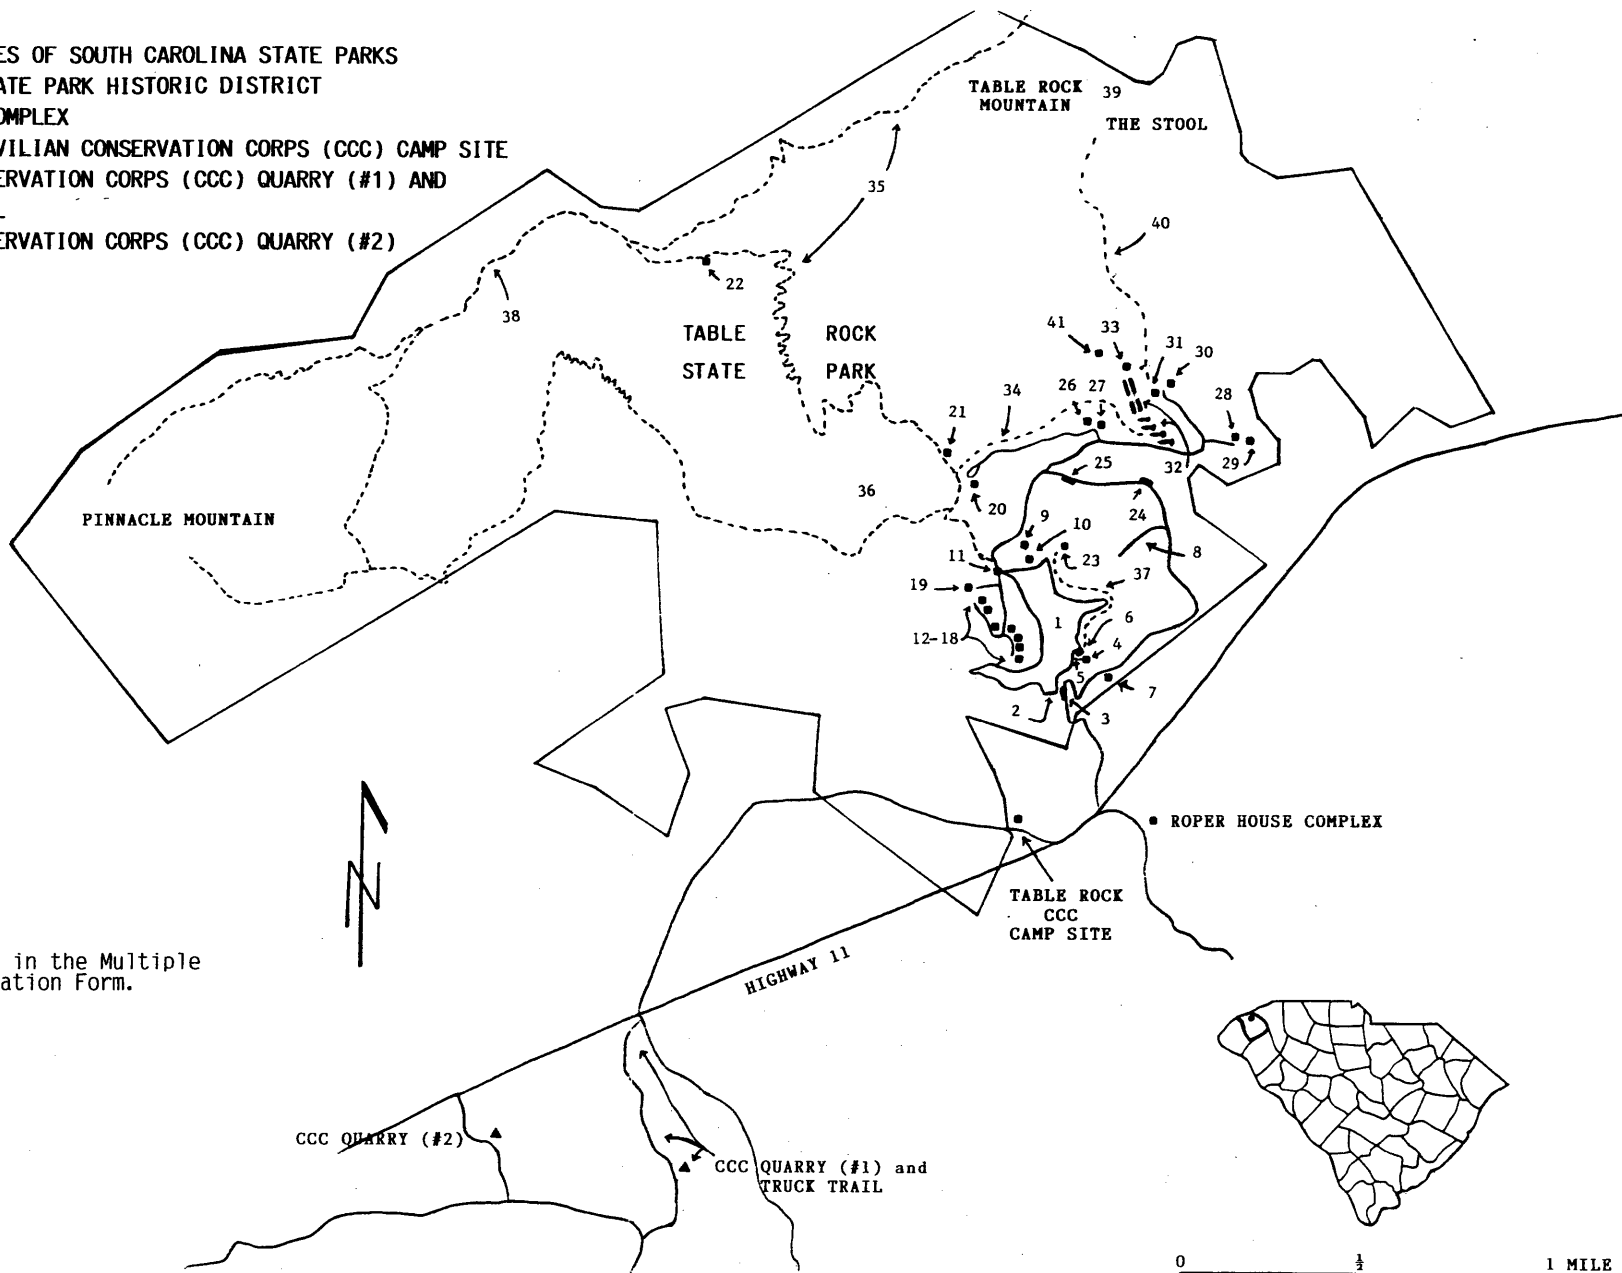 ES OF SOUTH CAROLINA STATE PARKS
ATE PARK HISTORIC DISTRICT
OMPLEX
VILIAN CONSERVATION CORPS (CCC) CAMP SITE
ERVATION CORPS (CCC) QUARRY (#1) AND
ERVATION CORPS (CCC) QUARRY (#2)
TABLE ROCK
MOUNTAIN
39
THE STOOL
35
40
22
38
TABLE ROCK
STATE PARK
41
33
31
30
26
27
34
28
21
25
32
29
36
20
24
9
10
PINNACLE MOUNTAIN
11
23
8
37
19
1
6
12-18
4
5
7
2
3
ROPER HOUSE COMPLEX
TABLE ROCK
CCC
CAMP SITE
N
in the Multiple
ation Form.
HIGHWAY 11
CCC QUARRY (#2)
CCC QUARRY (#1) and
TRUCK TRAIL
0 ½ 1 MILE